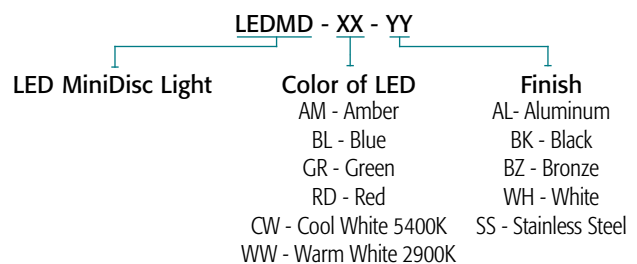 LEDMD - XX - YY
LED MiniDisc Light
Color of LED
AM - Amber
BL - Blue
GR - Green
RD - Red
CW - Cool White 5400K
WW - Warm White 2900K
Finish
AL- Aluminum
BK - Black
BZ - Bronze
WH - White
SS - Stainless Steel